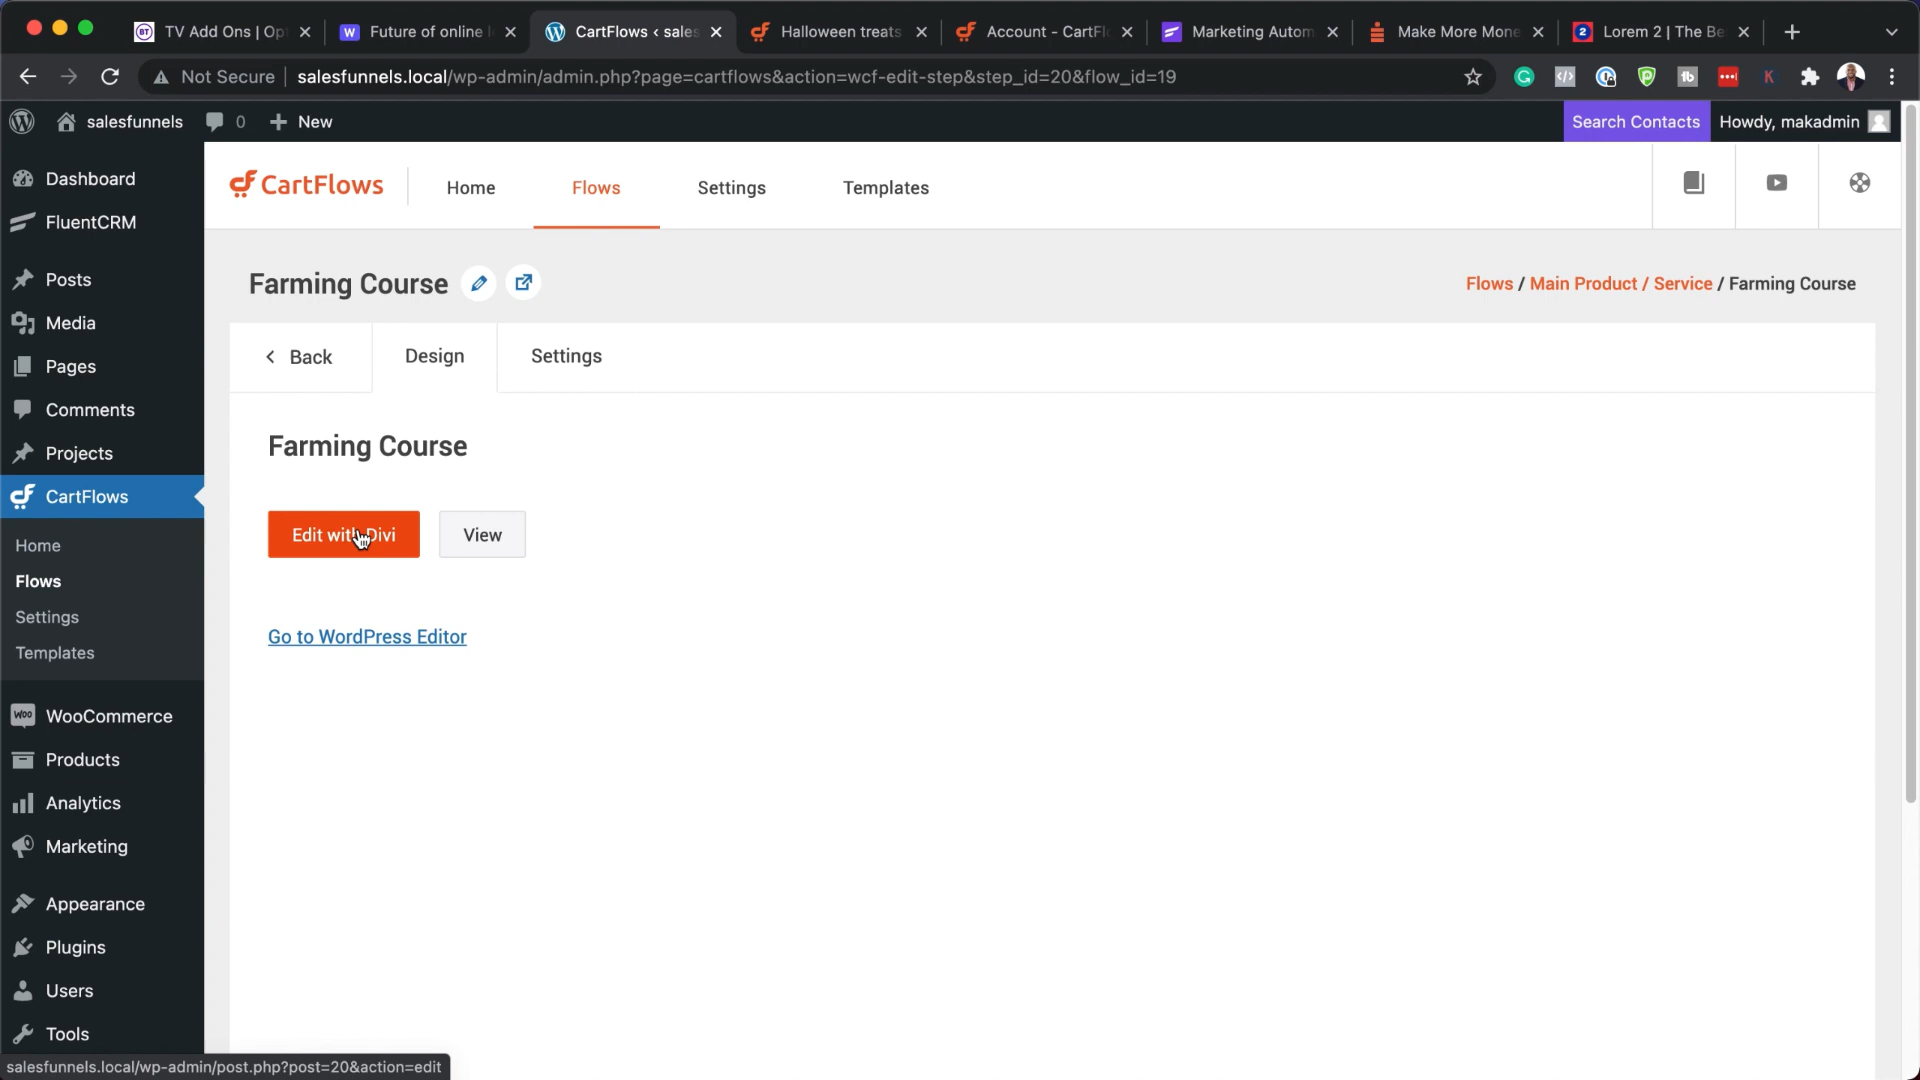 TV Add Ons | Op
Future of online l
CartFlows ‹ sales
Halloween treats
Account - CartFl
Marketing Autom
Make More Mone
Lorem 2 | The Be
Not Secure
salesfunnels.local/wp-admin/admin.php?page=cartflows&action=wcf-edit-step&step_id=20&flow_id=19
salesfunnels
0
New
Search Contacts
Howdy, makadmin
Dashboard
FluentCRM
Posts
Media
Pages
Comments
Projects
CartFlows
Home
Flows
Settings
Templates
WooCommerce
Products
Analytics
Marketing
Appearance
Plugins
Users
Tools
CartFlows
Home
Flows
Settings
Templates
Farming Course
Flows / Main Product / Service / Farming Course
Back
Design
Settings
Farming Course
Edit with Divi
View
Go to WordPress Editor
salesfunnels.local/wp-admin/post.php?post=20&action=edit